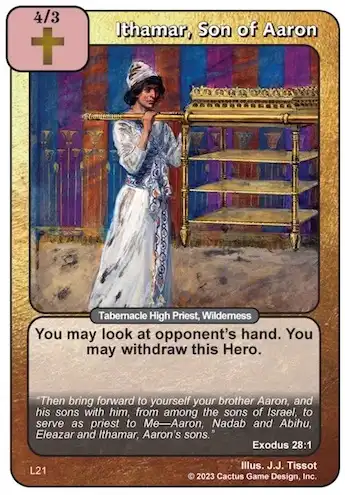 4/3
Ithamar, Son of Aaron
Tabernacle High Priest, Wilderness
You may look at opponent's hand. You
may withdraw this Hero.
"Then bring forward to yourself your brother Aaron, and
his sons with him, from among the sons of Israel, to
serve as priest to Me—Aaron, Nadab and Abihu,
Eleazar and Ithamar, Aaron's sons."
Exodus 28:1
Illus. J.J. Tissot
L21
© 2023 Cactus Game Design, Inc.